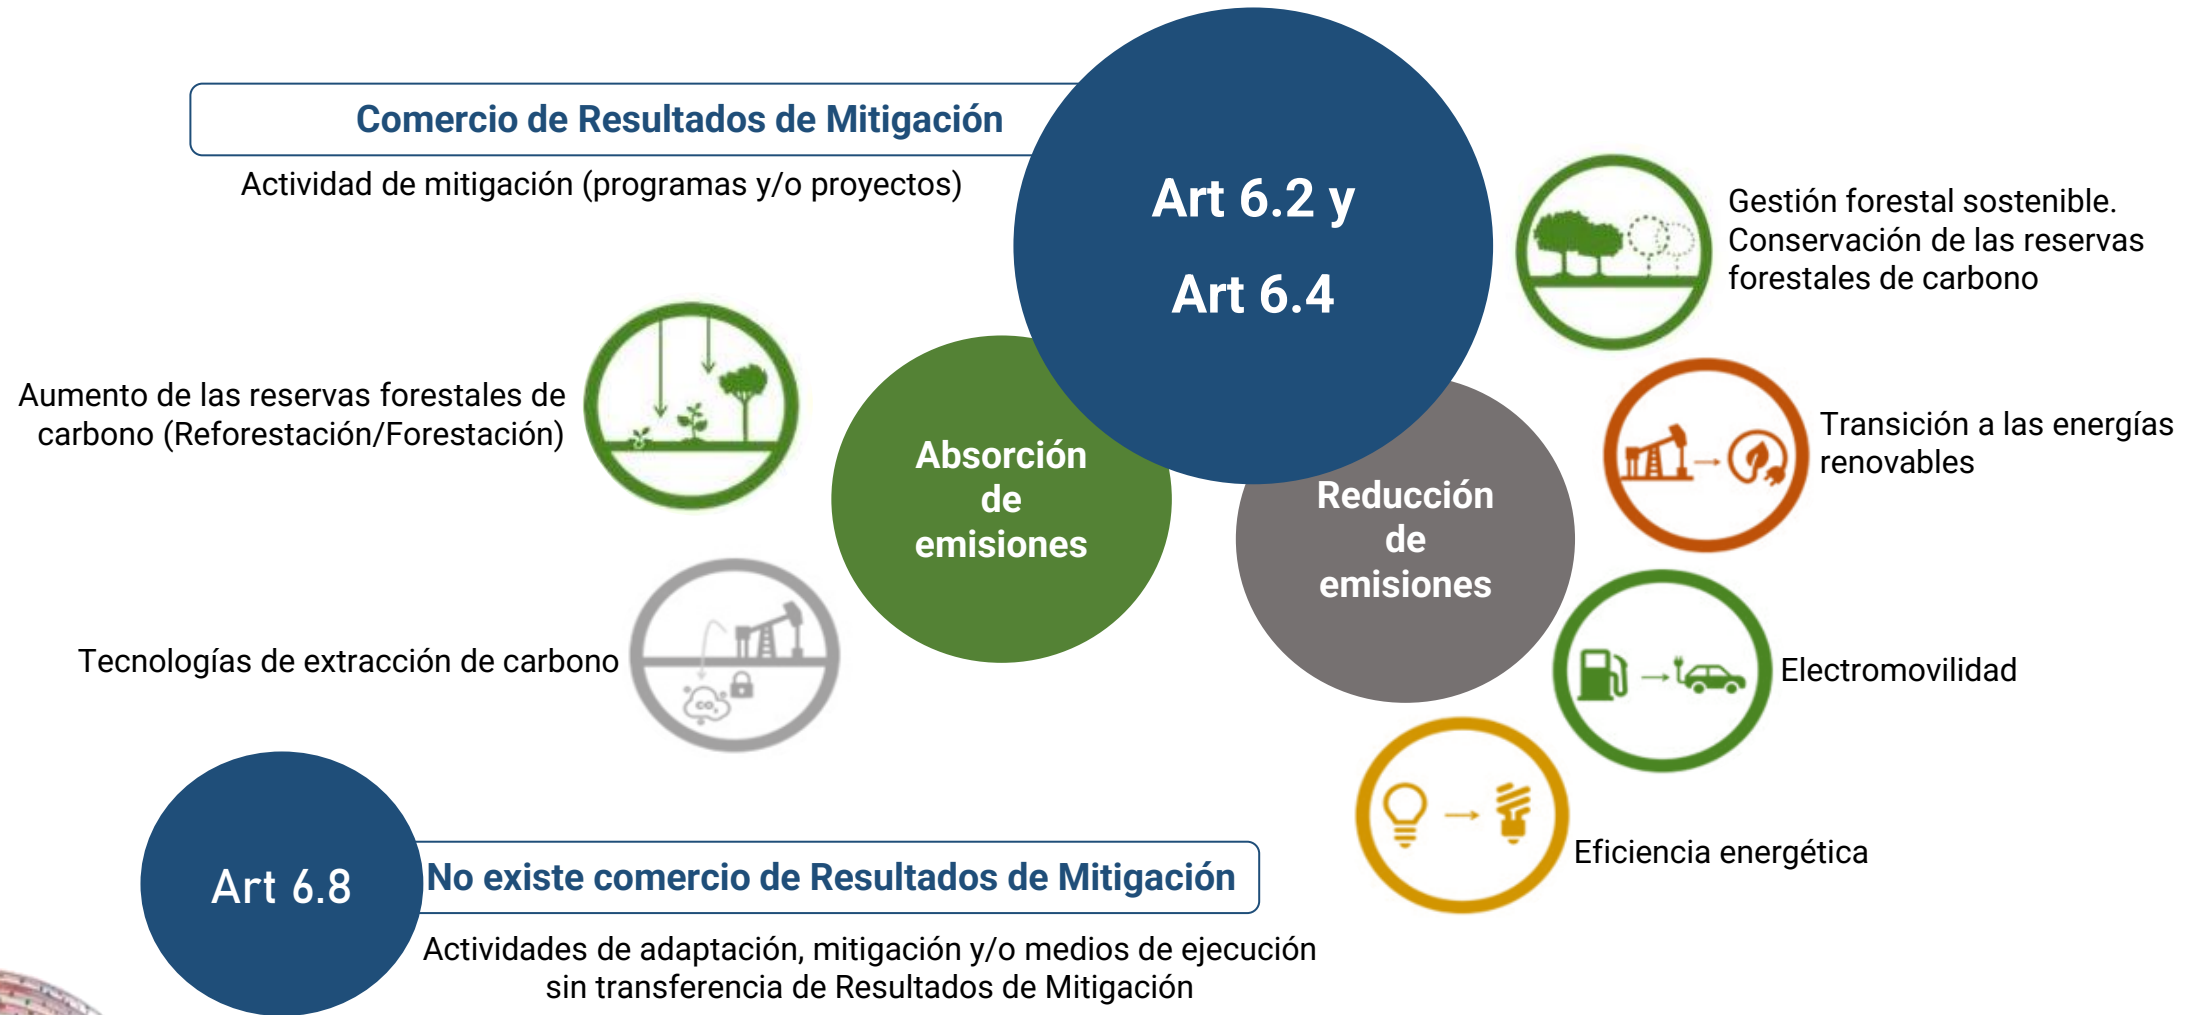 Comercio de Resultados de Mitigación
Actividad de mitigación (programas y/o proyectos)
Art 6.2 y
Art 6.4
Gestión forestal sostenible.
Conservación de las reservas
forestales de carbono
Aumento de las reservas forestales de
carbono (Reforestación/Forestación)
Absorción
de
emisiones
Transición a las energías
renovables
Reducción
de
emisiones
Tecnologías de extracción de carbono
CO₂
Electromovilidad
Eficiencia energética
Art 6.8
No existe comercio de Resultados de Mitigación
Actividades de adaptación, mitigación y/o medios de ejecución
sin transferencia de Resultados de Mitigación